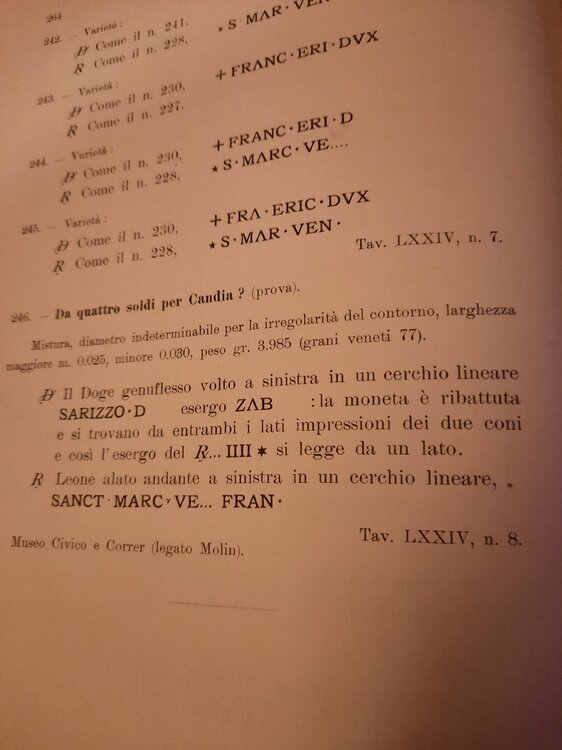 264
⋆ S · MAR · VEN
242. — Varietà :
D̸ Come il n. 241.
R̸ Come il n. 228,
+ FRANC · ERI · DVX
243. — Varietà :
D̸ Come il n. 230,
R̸ Come il n. 227.
244. — Varietà :
D̸ Come il n. 230, + FRANC · ERI · D
R̸ Come il n. 228, ⋆ S · MARC · VE....
245. — Varietà :
D̸ Come il n. 230, + FRΛ · ERIC · DVX
R̸ Come il n. 228, ⋆ S · MΛR · VEN ·
Tav. LXXIV, n. 7.
246. — Da quattro soldi per Candia ? (prova).
Mistura, diametro indeterminabile per la irregolarità del contorno, larghezza
maggiore m. 0.025, minore 0.030, peso gr. 3.985 (grani veneti 77).
D̸ Il Doge genuflesso volto a sinistra in un cerchio lineare
SARIZZO · D esergo ZΛB : la moneta è ribattuta
e si trovano da entrambi i lati impressioni dei due coni
e così l'esergo del R̸... IIII ★ si legge da un lato.
R̸ Leone alato andante a sinistra in un cerchio lineare,
SANCT · MARC ʏ VE... FRAN ·
Museo Civico e Correr (legato Molin).
Tav. LXXIV, n. 8.